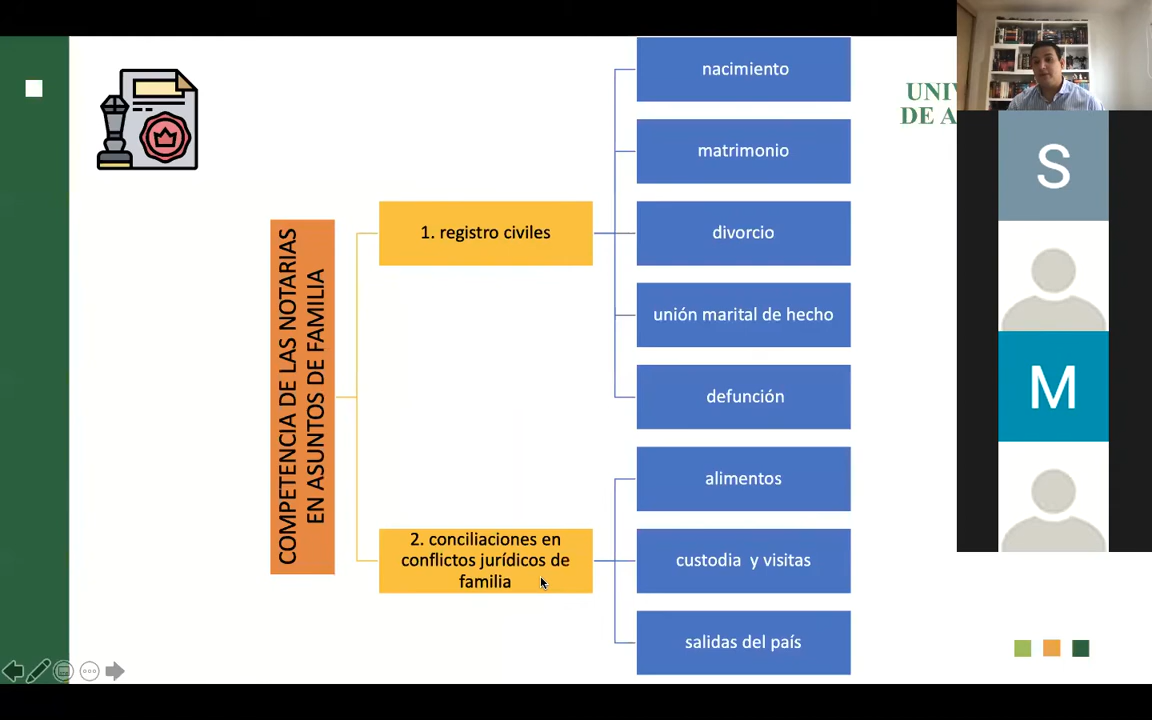 COMPETENCIA DE LAS NOTARIAS
EN ASUNTOS DE FAMILIA
1. registro civiles
nacimiento
matrimonio
divorcio
unión marital de hecho
defunción
2. conciliaciones en
conflictos jurídicos de
familia
alimentos
custodia y visitas
salidas del país
DE
S
M